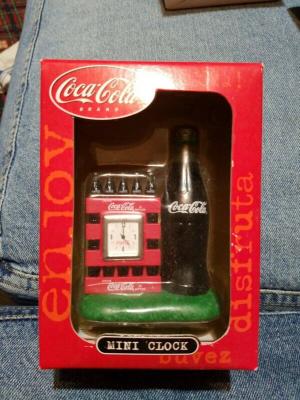 Coca-Cola
BRAND
enjoy
disfruta
Coca-Cola
Coca-Cola
Coca-Cola
MINI CLOCK
buvez